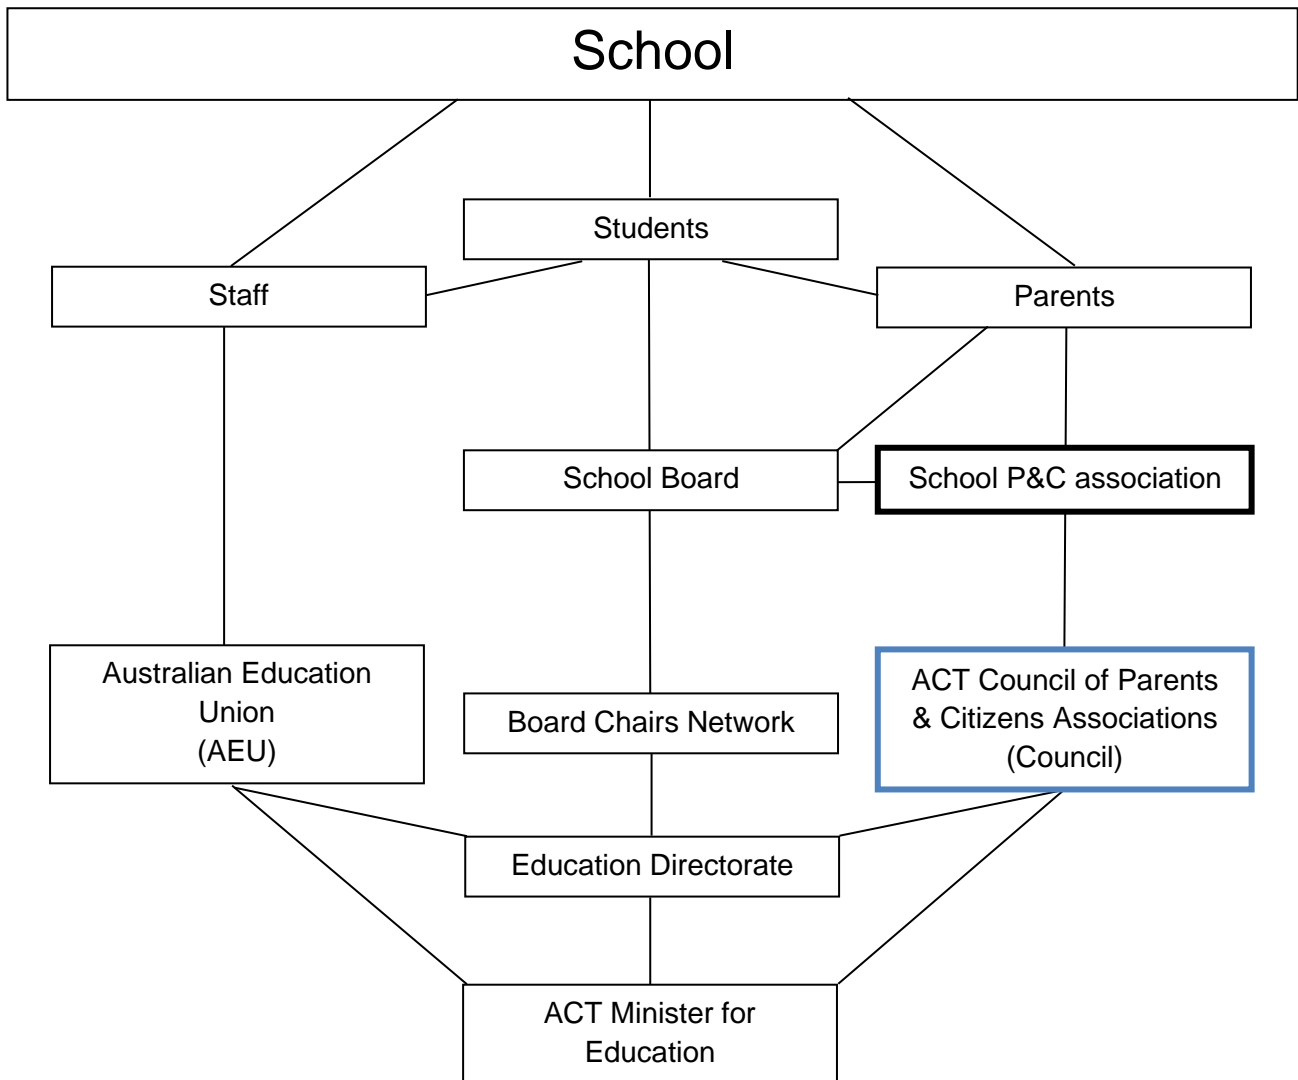 School
Students
Staff
Parents
School Board
School P&C association
Australian Education
Union
(AEU)
Board Chairs Network
ACT Council of Parents
& Citizens Associations
(Council)
Education Directorate
ACT Minister for
Education